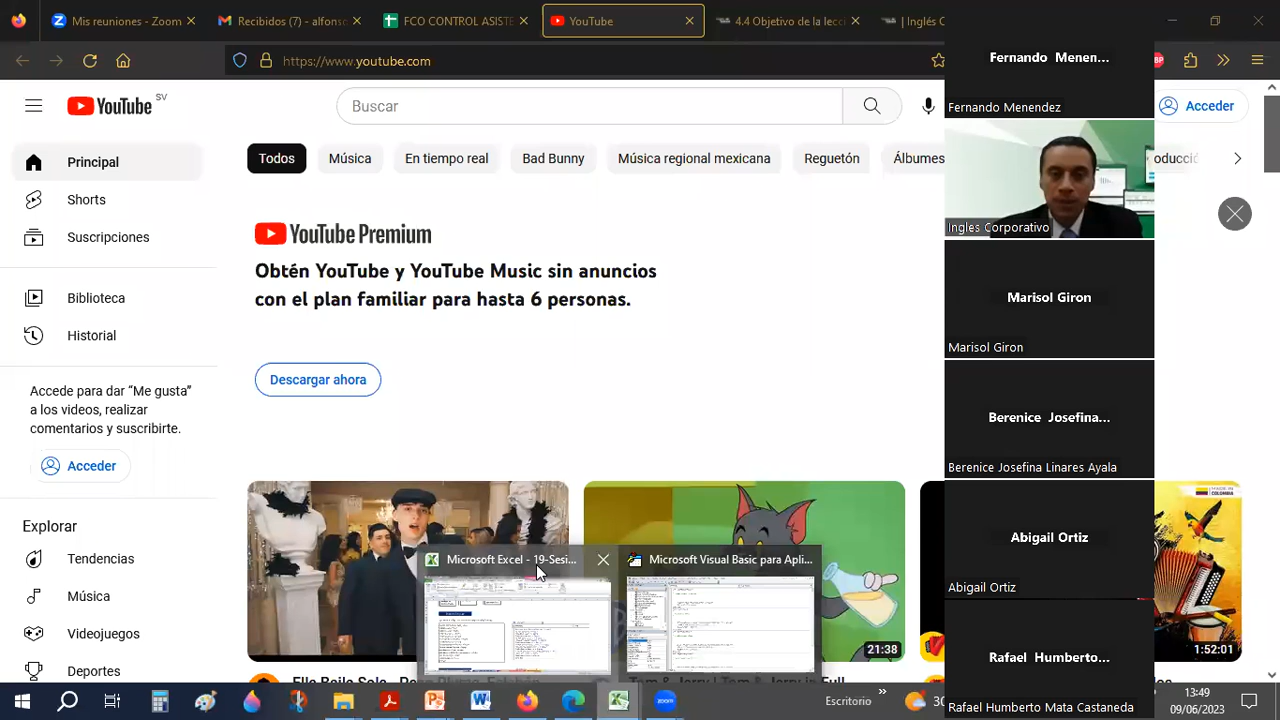 Mis reuniones - Zoom
Recibidos (7) - alfonso
FCO CONTROL ASISTE
YouTube
4.4 Objetivo de la lecci
| Inglés C
https://www.youtube.com
YouTube SV
Buscar
Acceder
Principal
Shorts
Suscripciones
Biblioteca
Historial
Accede para dar “Me gusta”
a los videos, realizar
comentarios y suscribirte.
Acceder
Explorar
Tendencias
Música
Videojuegos
Deportes
Todos
Música
En tiempo real
Bad Bunny
Música regional mexicana
Reguetón
Álbumes
oducció
YouTube Premium
Obtén YouTube y YouTube Music sin anuncios
con el plan familiar para hasta 6 personas.
Descargar ahora
Microsoft Excel - 19-Sesi...
Microsoft Visual Basic para Apli...
21:33
COLOMBIA
1:52:01
Fernando Menen...
Fernando Menendez
Ingles Corporativo
Marisol Giron
Marisol Giron
Berenice Josefina...
Berenice Josefina Linares Ayala
Abigail Ortiz
Abigail Ortiz
Rafael Humberto...
Rafael Humberto Mata Castaneda
Escritorio
30
13:49
09/06/2023